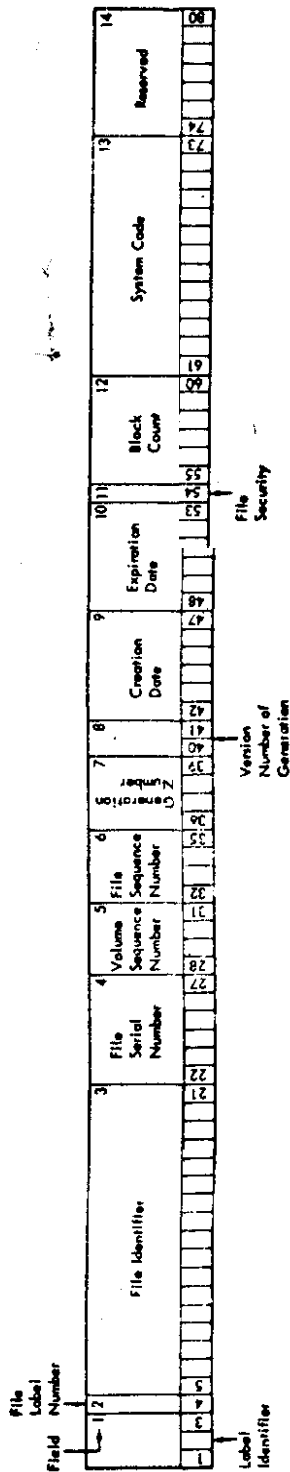 File
Label
Number
Field
1 2 3 4 5 6 7 8 9 10 11 12 13 14
File Identifier
File
Serial
Number
Volume
Sequence
Number
File
Sequence
Number
Generation
Number
Creation
Date
Expiration
Date
Block
Count
System Code
Reserved
1 3 4 5 21 22 27 28 31 32 35 36 39 40 41 42 47 48 53 54 55 60 61 73 74 80
Label
Identifier
Version
Number of
Generation
File
Security